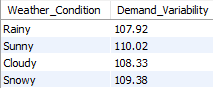 Weather_Condition Demand_Variability
Rainy 107.92
Sunny 110.02
Cloudy 108.33
Snowy 109.38